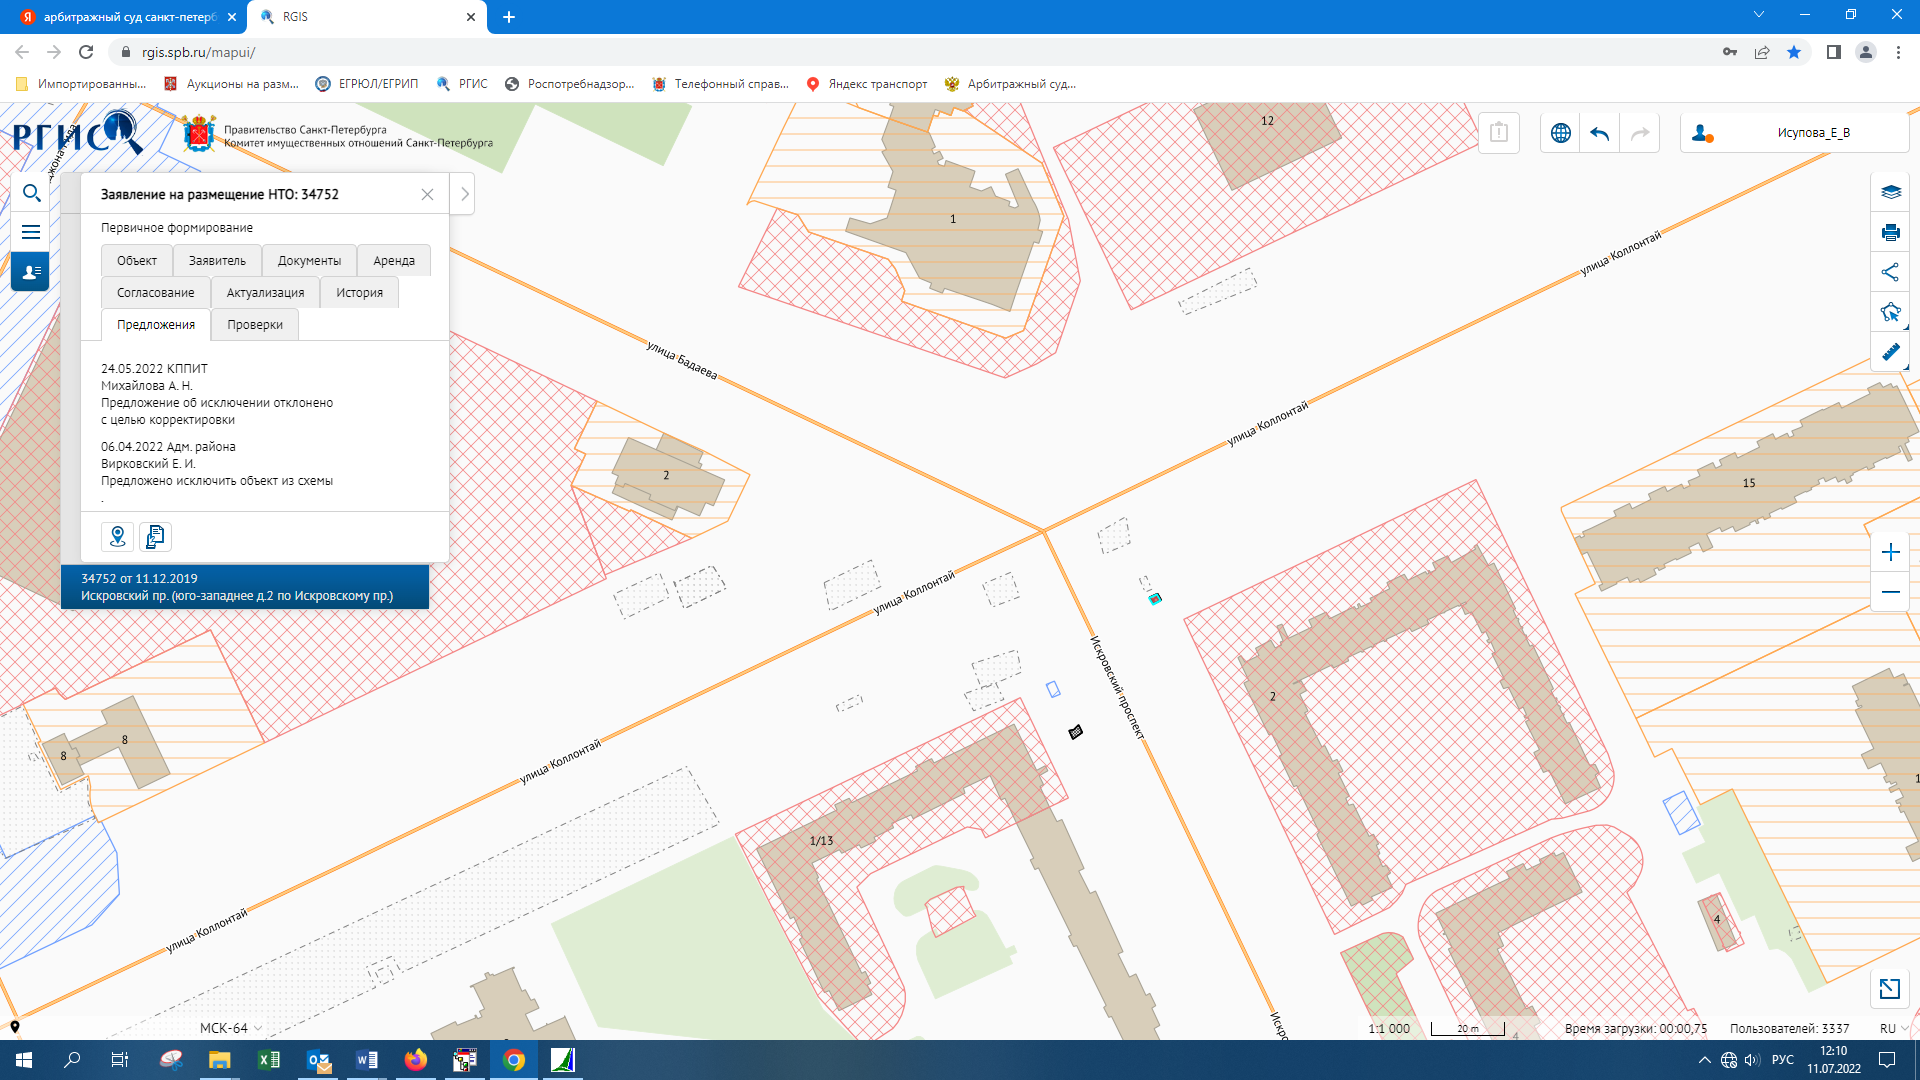 арбитражный суд санкт-петерб
RGIS
rgis.spb.ru/mapui/
Импортированны...
Аукционы на разм...
ЕГРЮЛ/ЕГРИП
РГИС
Роспотребнадзор...
Телефонный справ...
Яндекс транспорт
Арбитражный суд...
РГИС
Правительство Санкт-Петербурга
Комитет имущественных отношений Санкт-Петербурга
Исупова_Е_В
Заявление на размещение НТО: 34752
Первичное формирование
Объект
Заявитель
Документы
Аренда
Согласование
Актуализация
История
Предложения
Проверки
24.05.2022 КППИТ
Михайлова А. Н.
Предложение об исключении отклонено
с целью корректировки
06.04.2022 Адм. района
Вирковский Е. И.
Предложено исключить объект из схемы
.
34752 от 11.12.2019
Искровский пр. (юго-западнее д.2 по Искровскому пр.)
12
1
улица Коллонтай
улица Бадаева
улица Коллонтай
2
15
улица Коллонтай
Искровский проспект
2
8
8
улица Коллонтай
1/13
4
улица Коллонтай
4
МСК-64
1:1 000
20 m
Время загрузки: 00:00,75
Пользователей: 3337
RU
РУС
12:10
11.07.2022